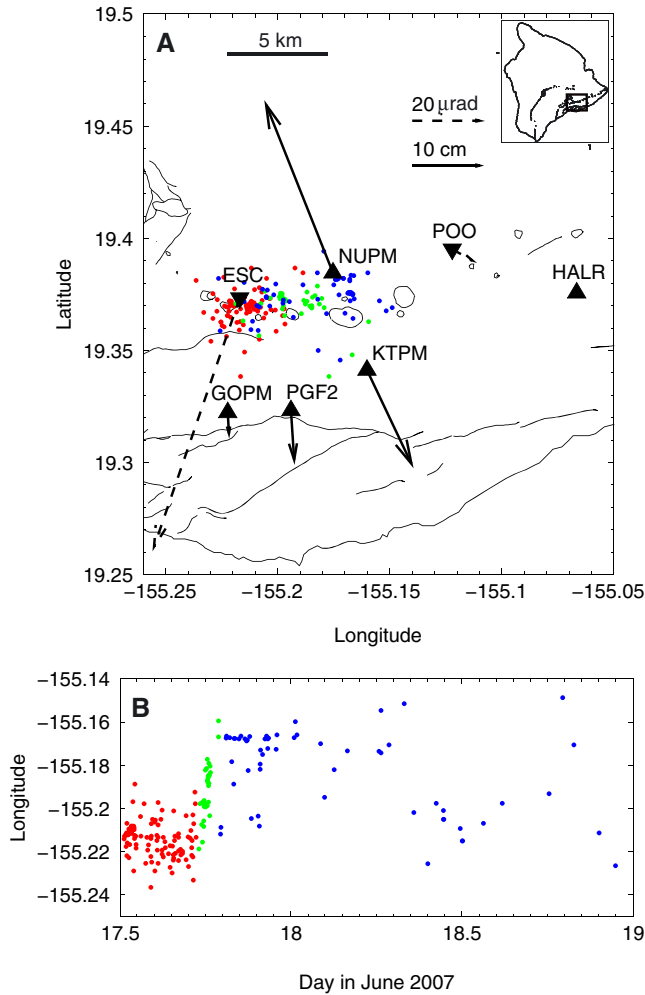 A
5 km
20 μrad
10 cm
19.5
19.45
19.4
19.35
19.3
19.25
Latitude
NUPM
POO
ESC
HALR
KTPM
GOPM
PGF2
−155.25
−155.2
−155.15
−155.1
−155.05
Longitude
B
−155.14
−155.16
−155.18
−155.2
−155.22
−155.24
Longitude
17.5
18
18.5
19
Day in June 2007